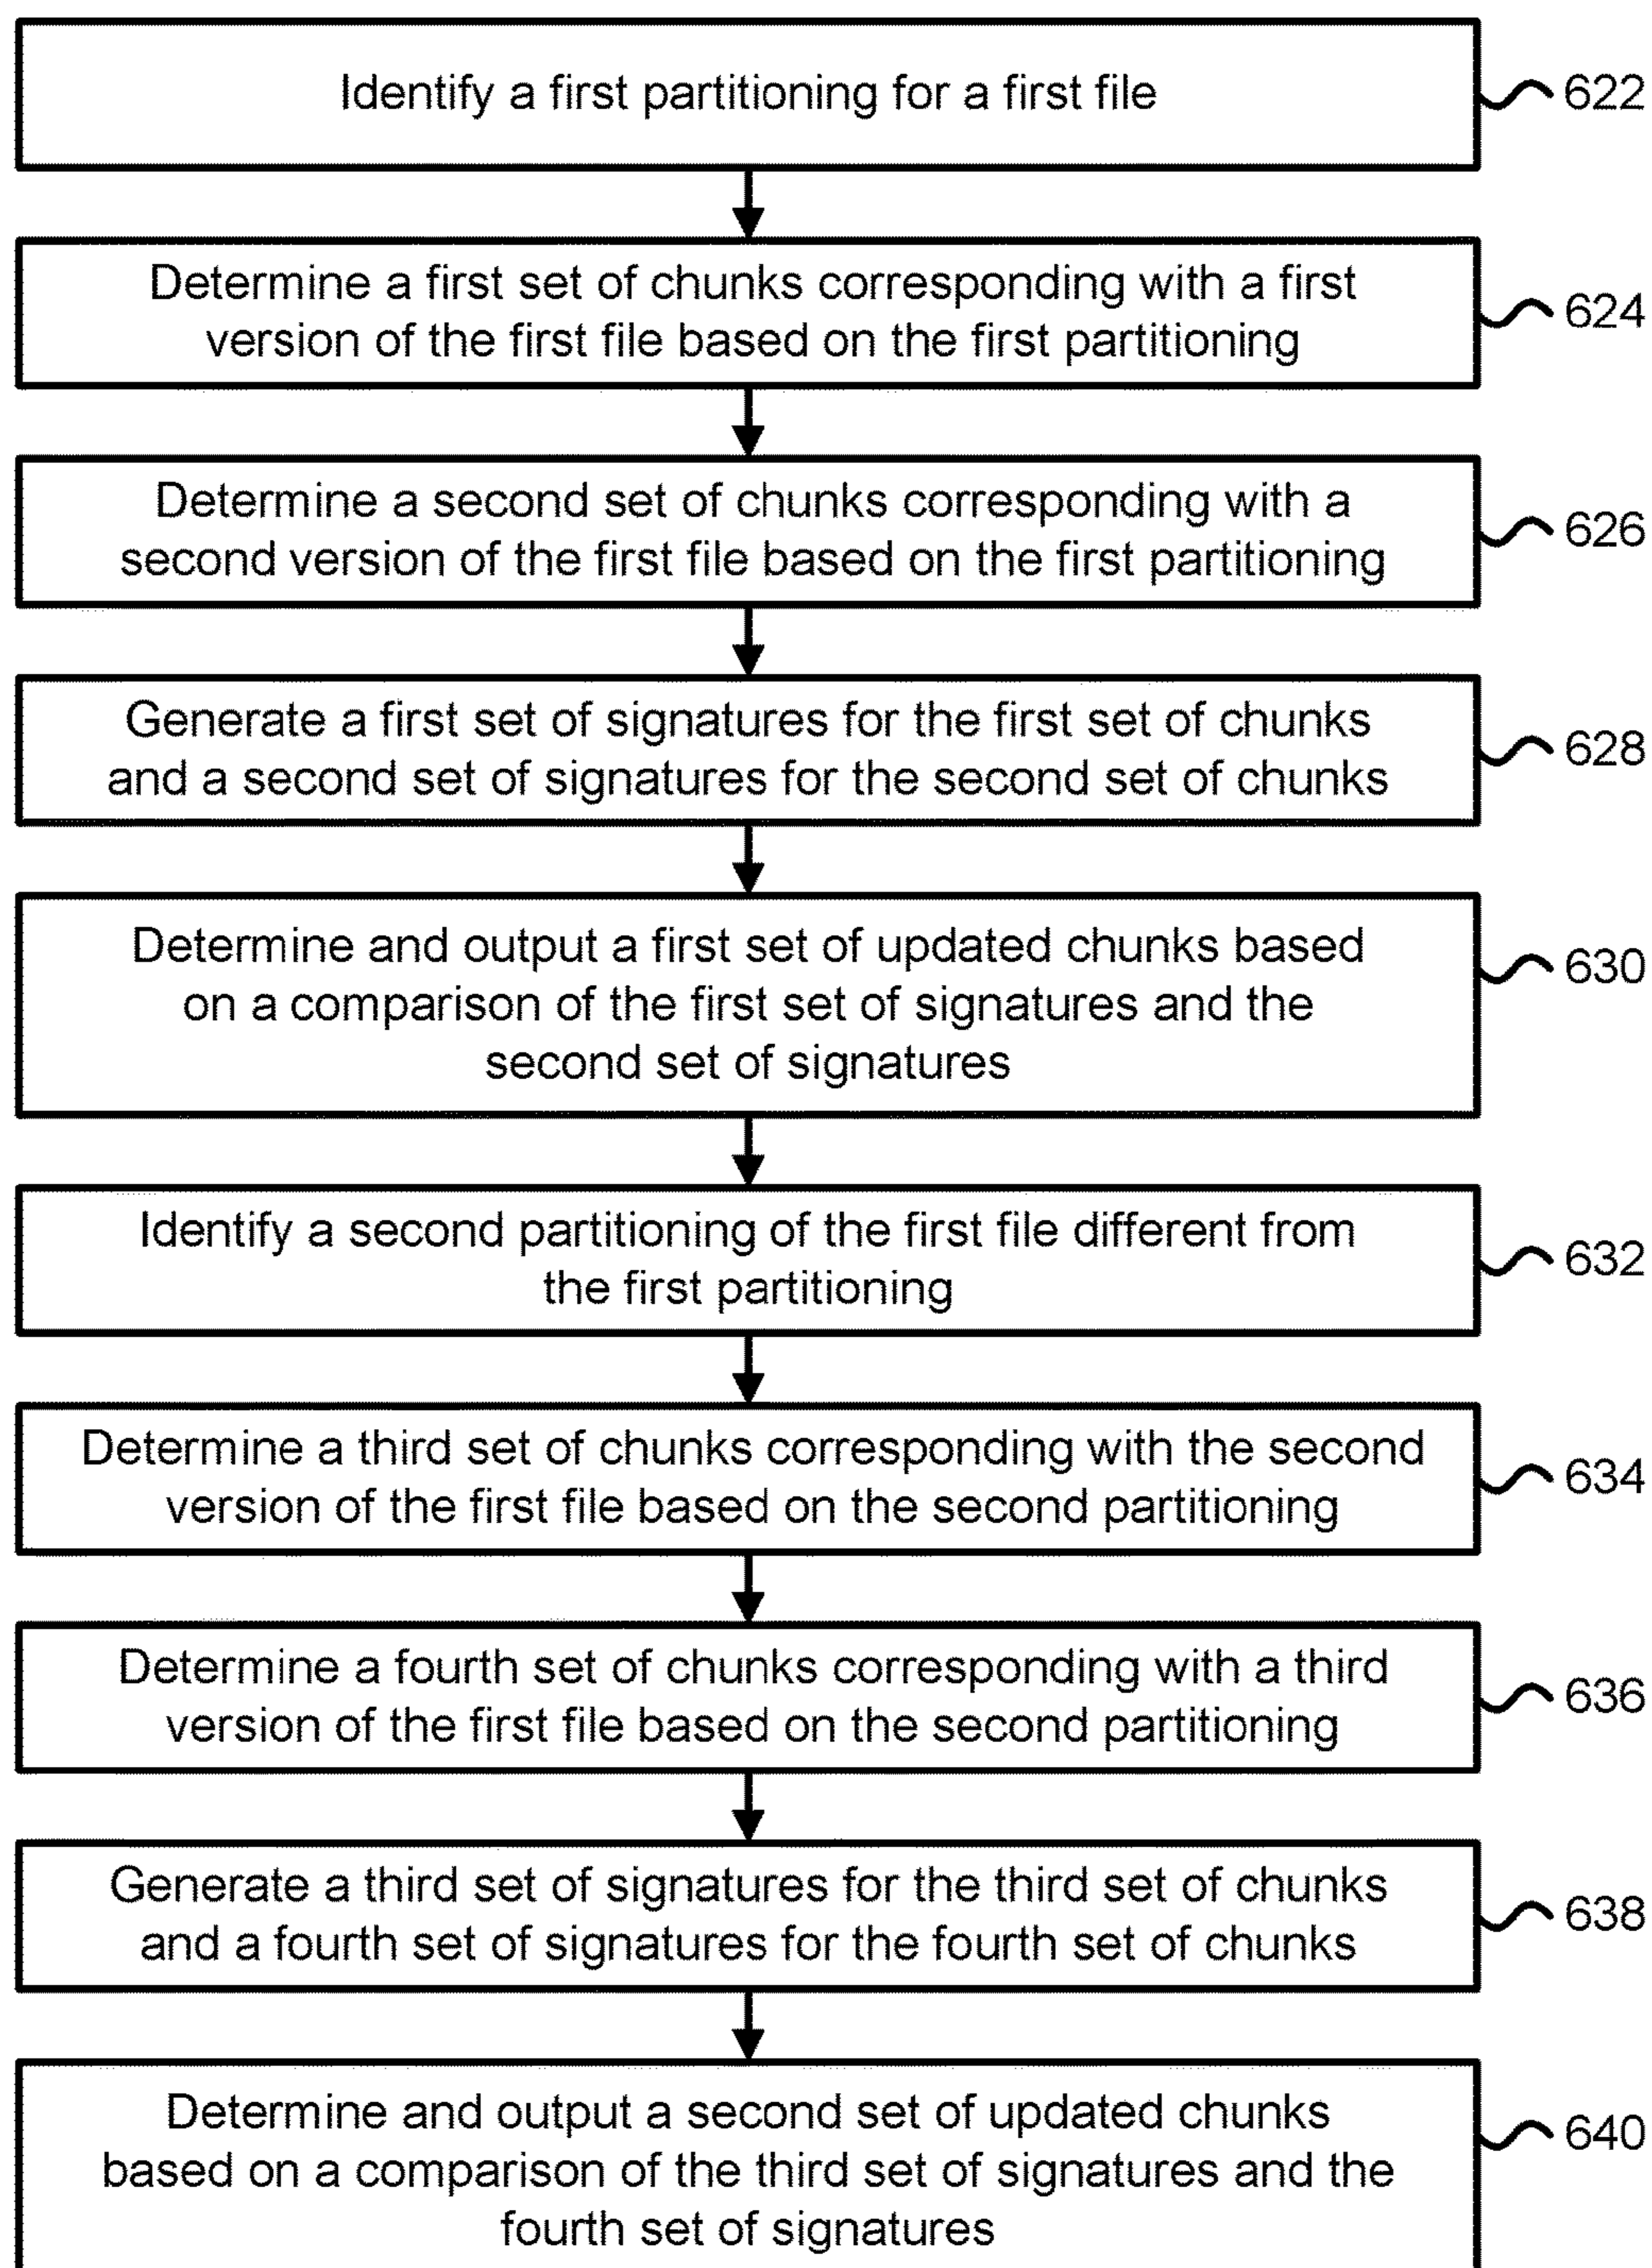 Identify a first partitioning for a first file
622
Determine a first set of chunks corresponding with a first
version of the first file based on the first partitioning
624
Determine a second set of chunks corresponding with a
second version of the first file based on the first partitioning
626
Generate a first set of signatures for the first set of chunks
and a second set of signatures for the second set of chunks
628
Determine and output a first set of updated chunks based
on a comparison of the first set of signatures and the
second set of signatures
630
Identify a second partitioning of the first file different from
the first partitioning
632
Determine a third set of chunks corresponding with the second
version of the first file based on the second partitioning
634
Determine a fourth set of chunks corresponding with a third
version of the first file based on the second partitioning
636
Generate a third set of signatures for the third set of chunks
and a fourth set of signatures for the fourth set of chunks
638
Determine and output a second set of updated chunks
based on a comparison of the third set of signatures and the
fourth set of signatures
640